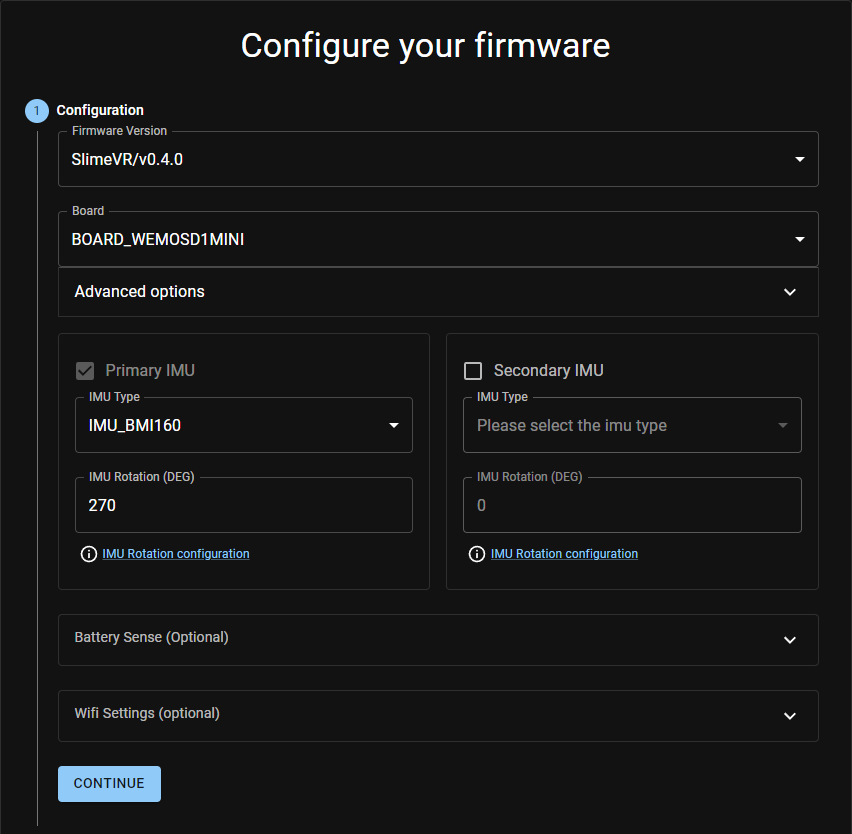 Configure your firmware
1 Configuration
Firmware Version
SlimeVR/v0.4.0
Board
BOARD_WEMOSD1MINI
Advanced options
Primary IMU
IMU Type
IMU_BMI160
IMU Rotation (DEG)
270
IMU Rotation configuration
Secondary IMU
IMU Type
Please select the imu type
IMU Rotation (DEG)
0
IMU Rotation configuration
Battery Sense (Optional)
Wifi Settings (optional)
CONTINUE